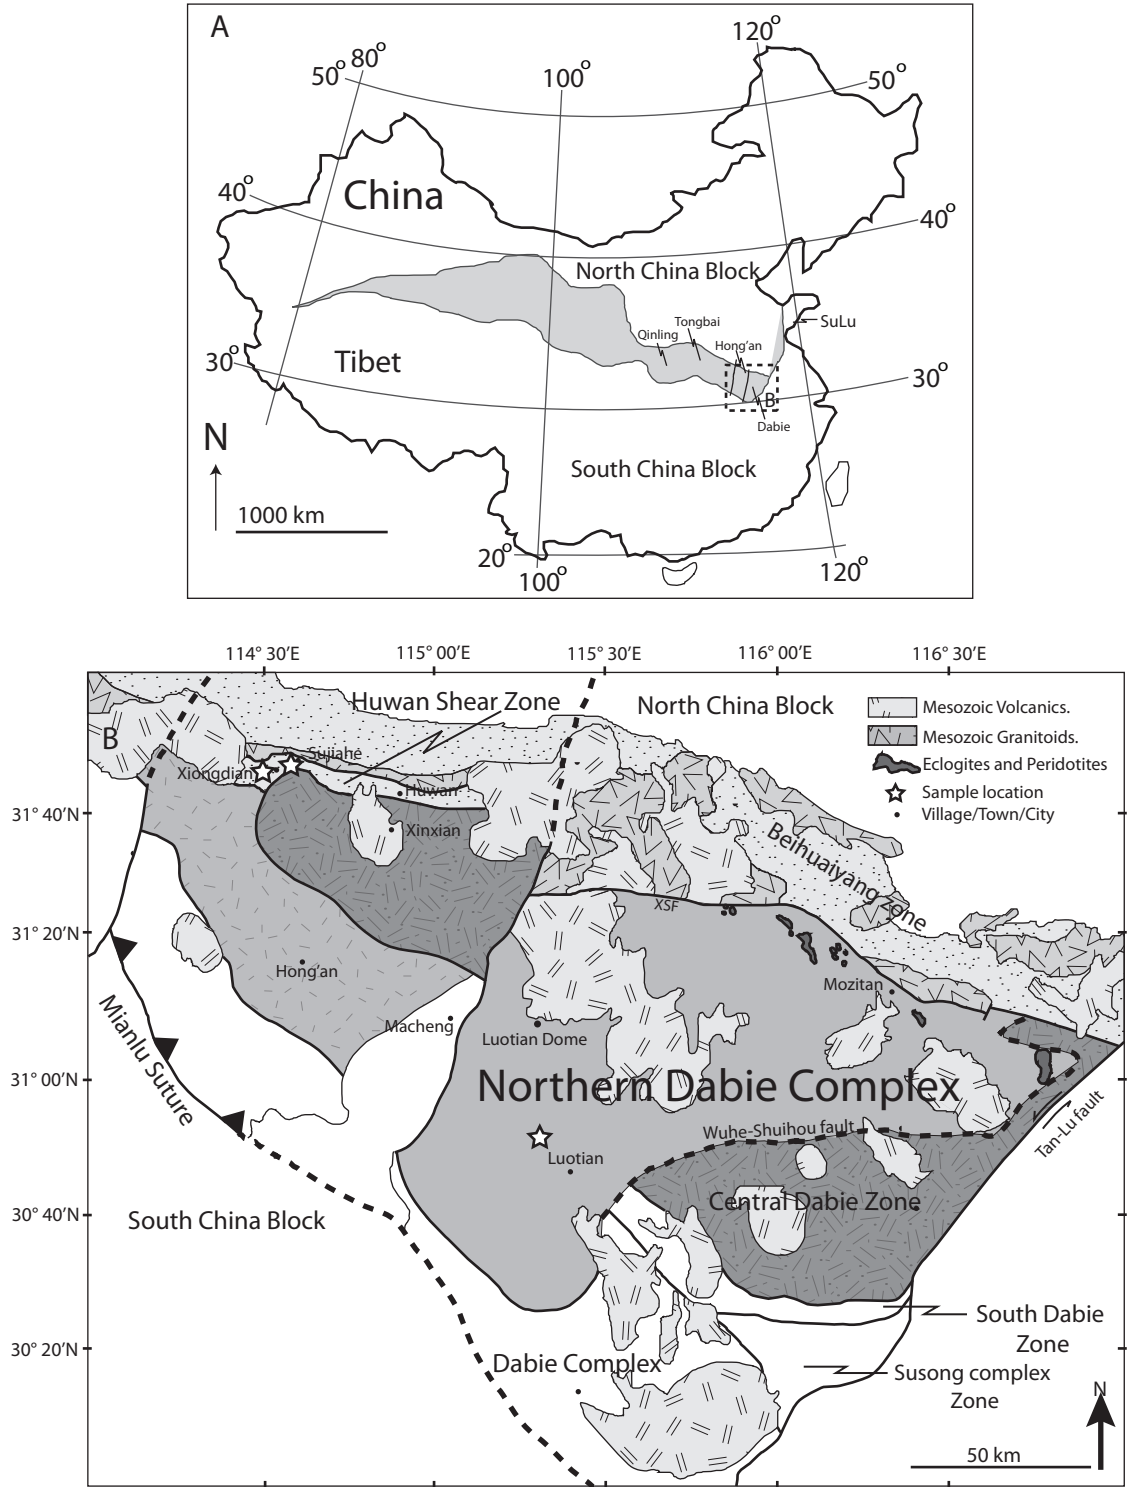 A
120°
80°
50°
100°
50°
40°
China
40°
North China Block
SuLu
Tongbai
Qinling
Hong'an
30°
Tibet
30°
B
Dabie
N
South China Block
1000 km
20°
100°
120°
114° 30′E
115° 00′E
115° 30′E
116° 00′E
116° 30′E
Huwan Shear Zone
North China Block
Mesozoic Volcanics.
B
Mesozoic Granitoids.
Sujiahe
Eclogites and Peridotites
Xiongdian
Huwan
Sample location
31° 40′N
Village/Town/City
Xinxian
Beihuaiyang Zone
XSF
31° 20′N
Hong'an
Mozitan
Macheng
Luotian Dome
Mianlu Suture
31° 00′N
Northern Dabie Complex
Tan-Lu fault
Wuhe-Shuihou fault
Luotian
Central Dabie Zone
30° 40′N
South China Block
South Dabie
Zone
30° 20′N
Dabie Complex
Susong complex
Zone
N
50 km